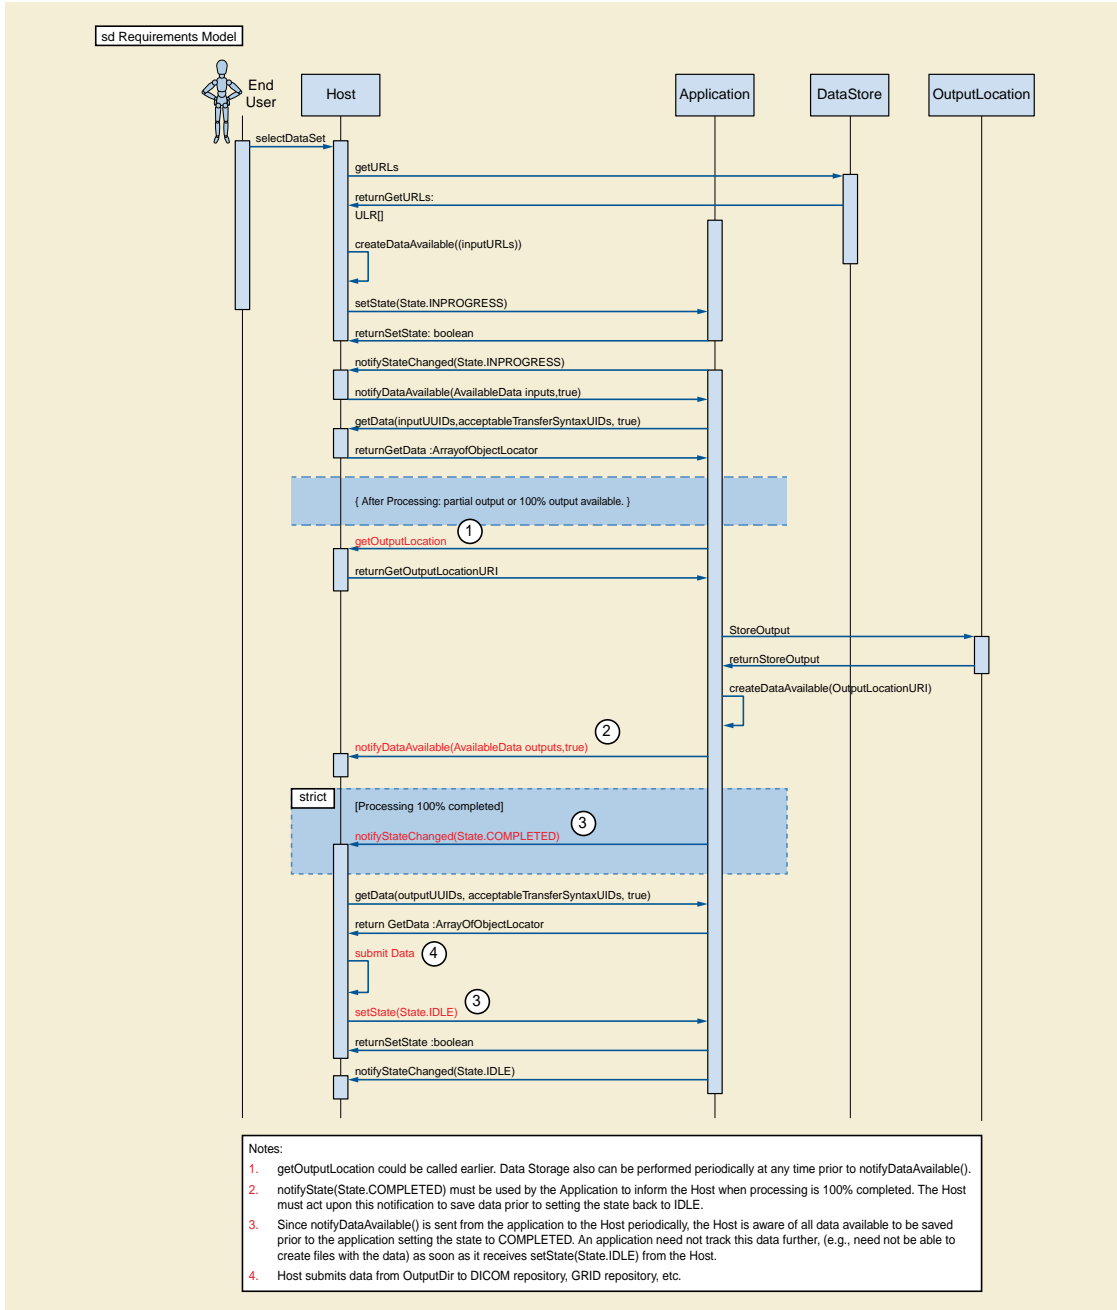 sd Requirements Model
End
User
Host
Application
DataStore
OutputLocation
selectDataSet
getURLs
returnGetURLs:
ULR[]
createDataAvailable((inputURLs))
setState(State.INPROGRESS)
returnSetState: boolean
notifyStateChanged(State.INPROGRESS)
notifyDataAvailable(AvailableData inputs,true)
getData(inputUUIDs,acceptableTransferSyntaxUIDs, true)
returnGetData :ArrayofObjectLocator
{ After Processing: partial output or 100% output available. }
1
getOutputLocation
returnGetOutputLocationURI
StoreOutput
returnStoreOutput
createDataAvailable(OutputLocationURI)
2
notifyDataAvailable(AvailableData outputs,true)
strict
[Processing 100% completed]
3
notifyStateChanged(State.COMPLETED)
getData(outputUUIDs, acceptableTransferSyntaxUIDs, true)
return GetData :ArrayOfObjectLocator
submit Data
4
3
setState(State.IDLE)
returnSetState :boolean
notifyStateChanged(State.IDLE)
Notes:
1. getOutputLocation could be called earlier. Data Storage also can be performed periodically at any time prior to notifyDataAvailable().
2. notifyState(State.COMPLETED) must be used by the Application to inform the Host when processing is 100% completed. The Host
must act upon this notification to save data prior to setting the state back to IDLE.
3. Since notifyDataAvailable() is sent from the application to the Host periodically, the Host is aware of all data available to be saved
prior to the application setting the state to COMPLETED. An application need not track this data further, (e.g., need not be able to
create files with the data) as soon as it receives setState(State.IDLE) from the Host.
4. Host submits data from OutputDir to DICOM repository, GRID repository, etc.